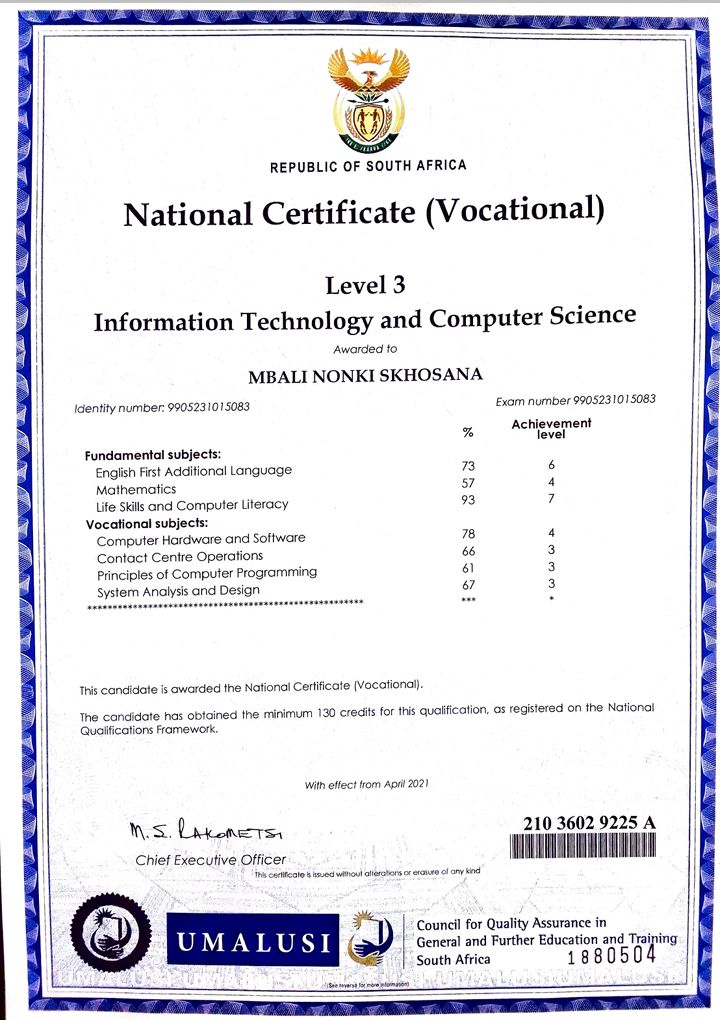 REPUBLIC OF SOUTH AFRICA
National Certificate (Vocational)
Level 3
Information Technology and Computer Science
Awarded to
MBALI NONKI SKHOSANA
Identity number: 9905231015083 Exam number 9905231015083
% Achievement level
Fundamental subjects:
English First Additional Language 73 6
Mathematics 57 4
Life Skills and Computer Literacy 93 7
Vocational subjects:
Computer Hardware and Software 78 4
Contact Centre Operations 66 3
Principles of Computer Programming 61 3
System Analysis and Design 67 3
****************************************************** *** *
This candidate is awarded the National Certificate (Vocational).
The candidate has obtained the minimum 130 credits for this qualification, as registered on the National
Qualifications Framework.
With effect from April 2021
M.S. RAKOMETSI
210 3602 9225 A
Chief Executive Officer
This certificate is issued without alterations or erasure of any kind
UMALUSI
Council for Quality Assurance in
General and Further Education and Training
South Africa 1880504
(See reverse for more information)